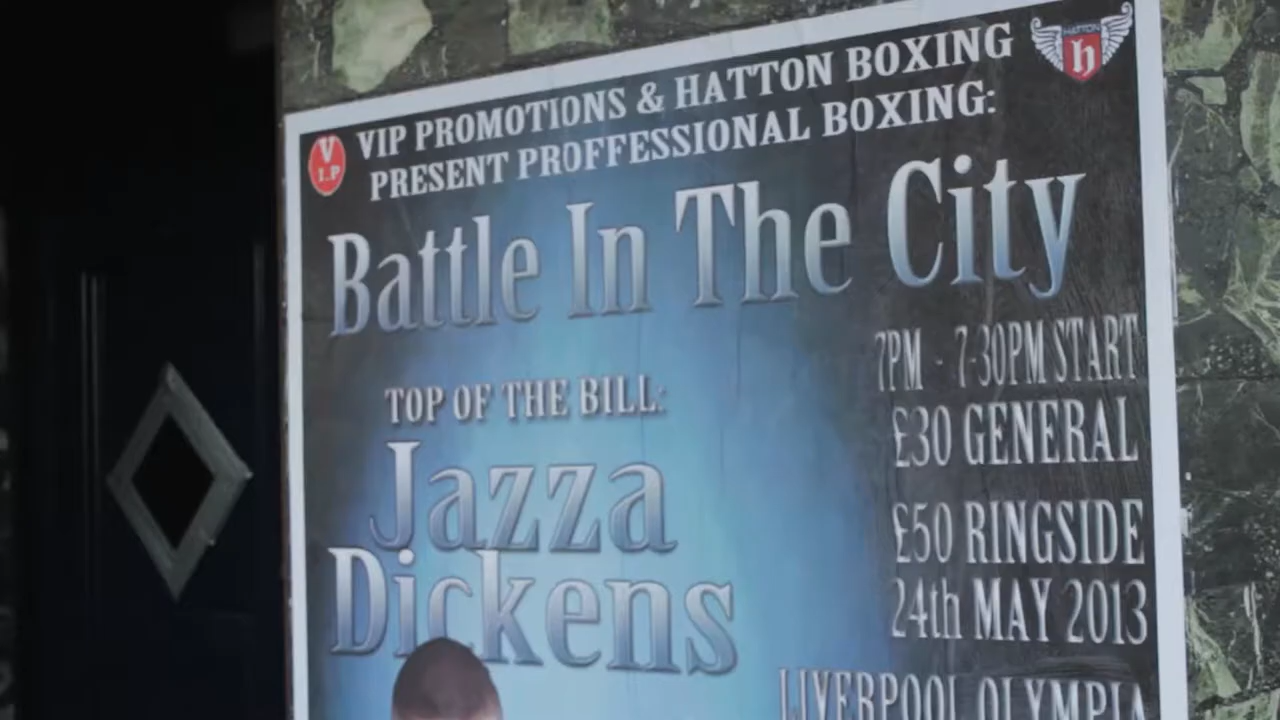 VIP PROMOTIONS & HATTON BOXING
PRESENT PROFFESSIONAL BOXING:
V
I.P
HATTON
h
Battle In The City
7PM - 7-30PM START
£30 GENERAL
£50 RINGSIDE
24th MAY 2013
LIVERPOOL OLYMPIA
TOP OF THE BILL:
Jazza
Dickens